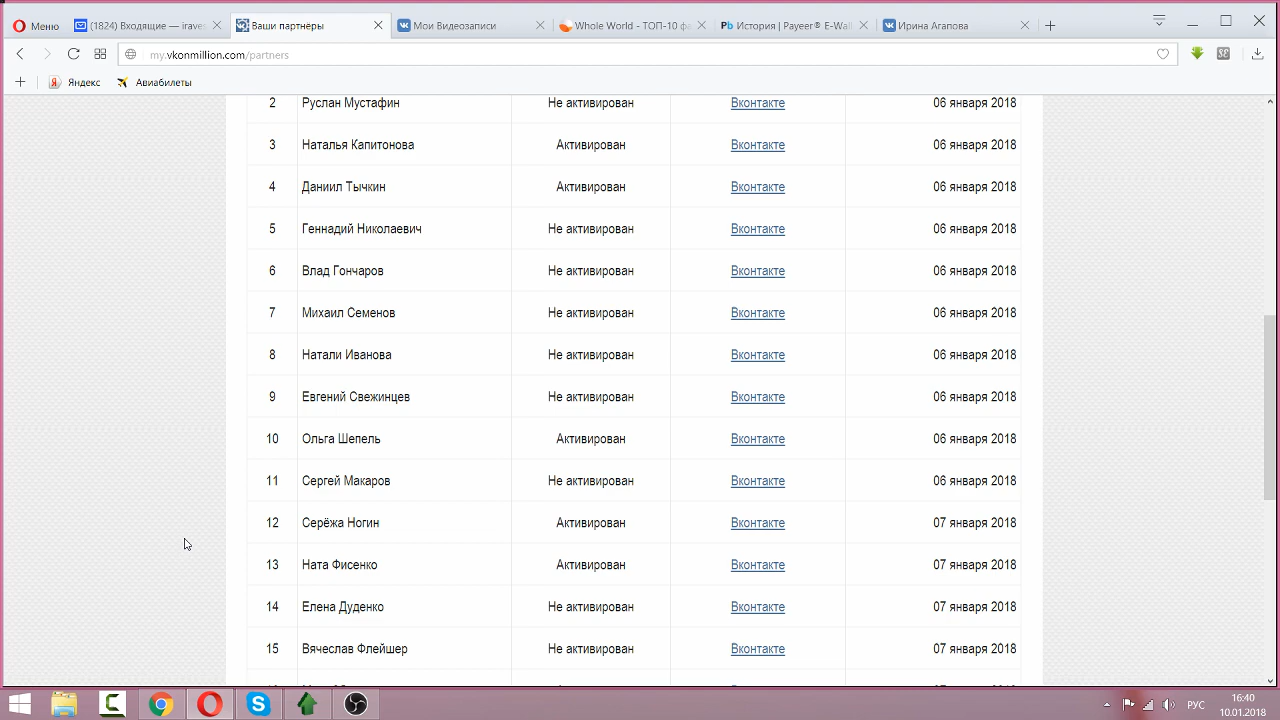 Меню
(1824) Входящие — iraves
Ваши партнёры
Мои Видеозаписи
Whole World - ТОП-10
История | Payeer® E-Wall
Ирина Агапова
my.vkonmillion.com/partners
Яндекс
Авиабилеты
2 Руслан Мустафин Не активирован Вконтакте 06 января 2018
3 Наталья Капитонова Активирован Вконтакте 06 января 2018
4 Даниил Тычкин Активирован Вконтакте 06 января 2018
5 Геннадий Николаевич Не активирован Вконтакте 06 января 2018
6 Влад Гончаров Не активирован Вконтакте 06 января 2018
7 Михаил Семенов Не активирован Вконтакте 06 января 2018
8 Натали Иванова Не активирован Вконтакте 06 января 2018
9 Евгений Свежинцев Не активирован Вконтакте 06 января 2018
10 Ольга Шепель Активирован Вконтакте 06 января 2018
11 Сергей Макаров Не активирован Вконтакте 06 января 2018
12 Серёжа Ногин Активирован Вконтакте 07 января 2018
13 Ната Фисенко Активирован Вконтакте 07 января 2018
14 Елена Дуденко Не активирован Вконтакте 07 января 2018
15 Вячеслав Флейшер Не активирован Вконтакте 07 января 2018
РУС
16:40
10.01.2018